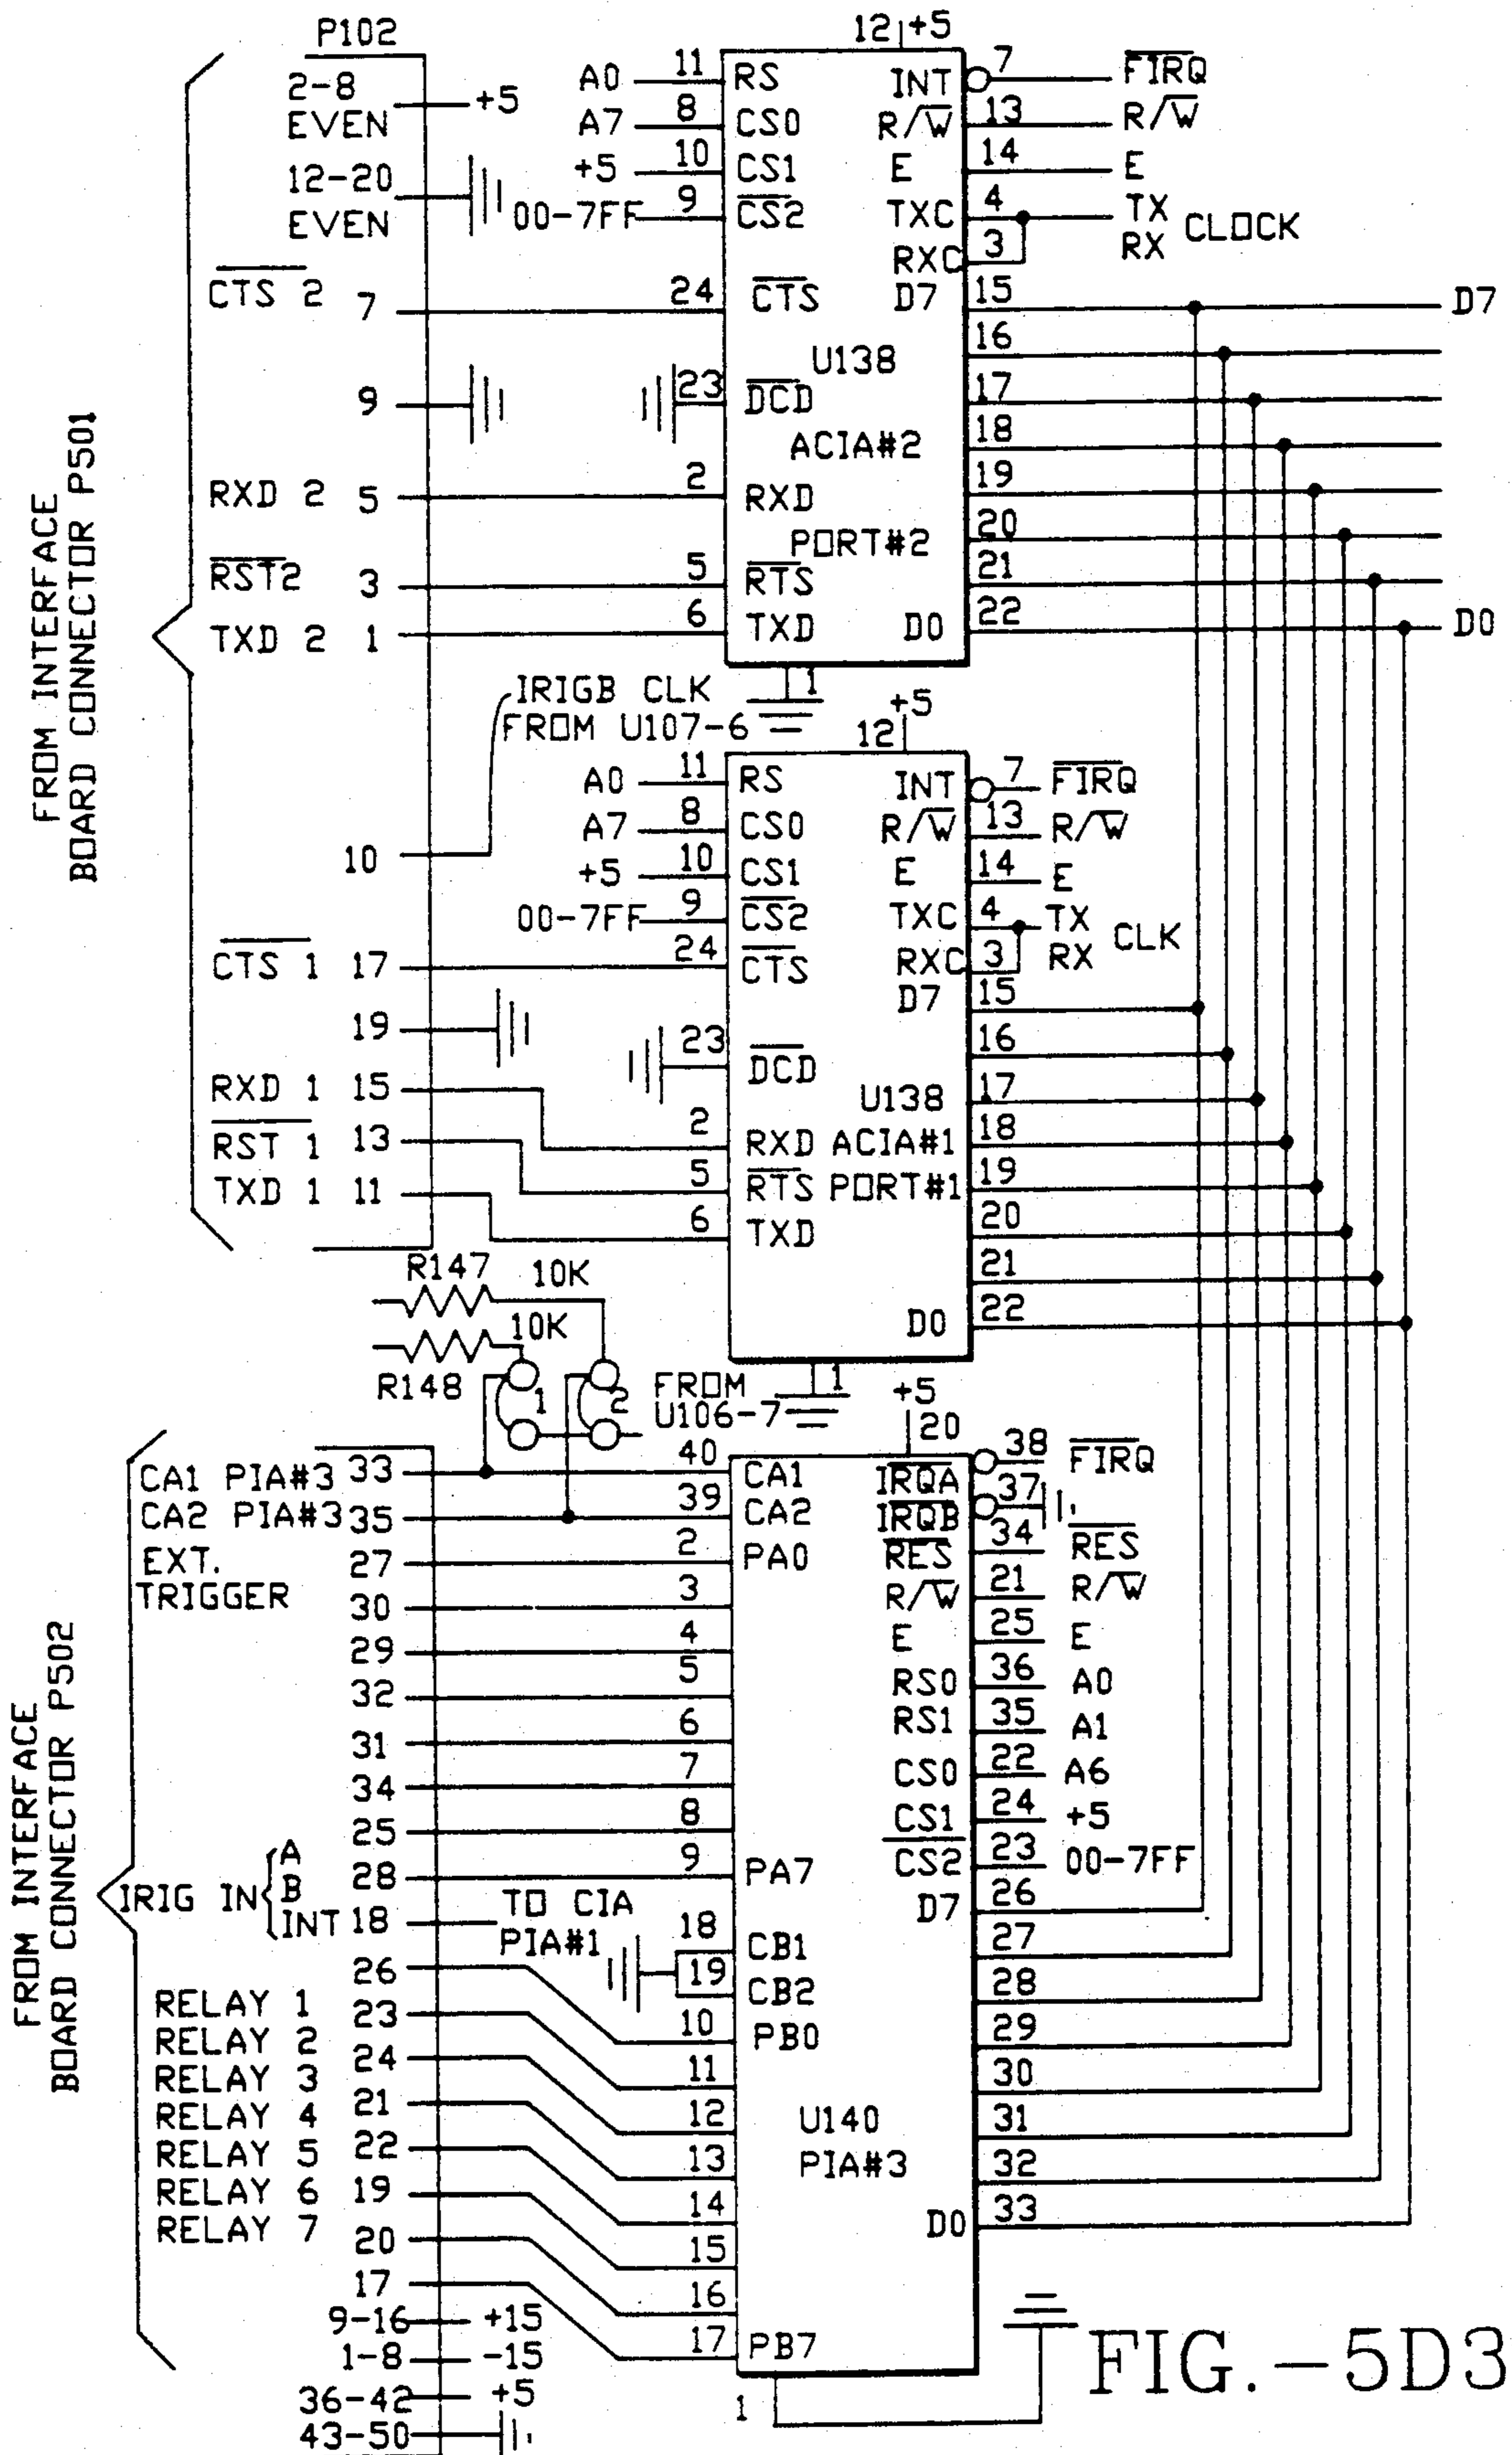 P102
2-8
EVEN
+5
12-20
EVEN
CTS 2 7
9
RXD 2 5
RST2 3
TXD 2 1
IRIGB CLK
FROM U107-6
10
CTS 1 17
19
RXD 1 15
RST 1 13
TXD 1 11
FROM INTERFACE
BOARD CONNECTOR P501
12 +5
A0 11 RS
A7 8 CS0
+5 10 CS1
00-7FF 9 CS2
24 CTS
23 DCD
2 RXD
5 RTS
6 TXD
1
U138
ACIA#2
PORT#2
INT 7 FIRQ
R/W 13 R/W
E 14 E
TXC 4 TX
RXC 3 RX
CLOCK
D7 15 D7
16
17
18
19
20
21
D0 22 D0
+5
12
A0 11 RS
A7 8 CS0
+5 10 CS1
00-7FF 9 CS2
24 CTS
23 DCD
2 RXD
5 RTS
6 TXD
1
U138
ACIA#1
PORT#1
INT 7 FIRQ
R/W 13 R/W
E 14 E
TXC 4 TX
RXC 3 RX
CLK
D7 15
16
17
18
19
20
21
D0 22
R147 10K
10K
R148
1 2
FROM
U106-7
FROM INTERFACE
BOARD CONNECTOR P502
CA1 PIA#3 33
CA2 PIA#3 35
EXT.
TRIGGER
27
30
29
32
31
34
25
28
IRIG IN
A
B
INT 18
TO CIA
PIA#1
26
RELAY 1 23
RELAY 2 24
RELAY 3 21
RELAY 4 22
RELAY 5 19
RELAY 6 20
RELAY 7 17
9-16 +15
1-8 -15
36-42 +5
43-50
+5
20
40 CA1
39 CA2
2 PA0
3
4
5
6
7
8
9 PA7
18 CB1
19 CB2
10 PB0
11
12
13
14
15
16
17 PB7
1
U140
PIA#3
IRQA 38 FIRQ
IRQB 37
RES 34 RES
R/W 21 R/W
E 25 E
RS0 36 A0
RS1 35 A1
CS0 22 A6
CS1 24 +5
CS2 23 00-7FF
D7 26
27
28
29
30
31
32
D0 33
FIG.-5D3